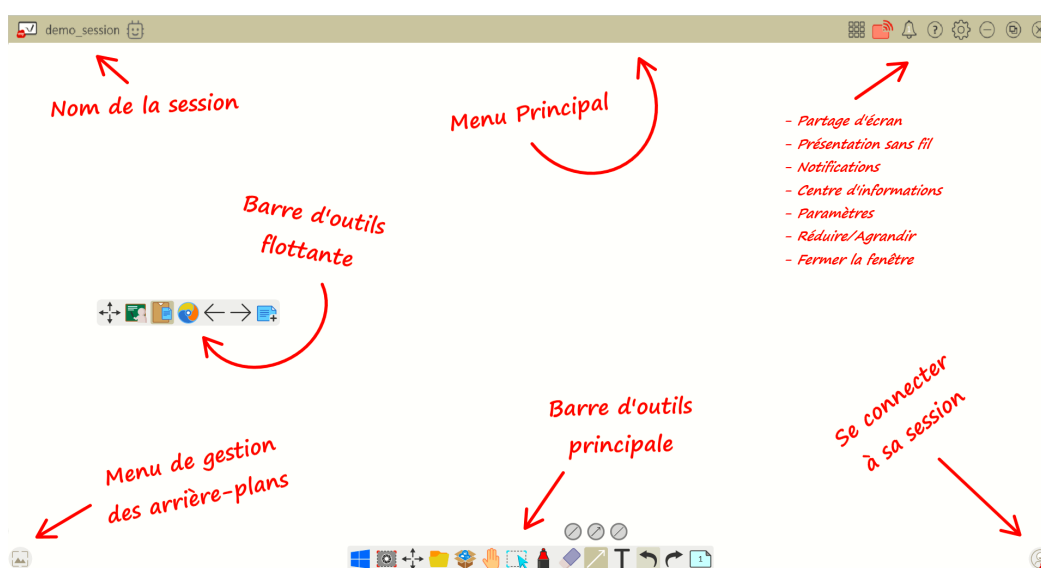 demo_session
Nom de la session
Menu Principal
- Partage d'écran
- Présentation sans fil
- Notifications
- Centre d'informations
- Paramètres
- Réduire/Agrandir
- Fermer la fenêtre
Barre d'outils
flottante
Barre d'outils
principale
Se connecter
à sa session
Menu de gestion
des arrière-plans
T
1